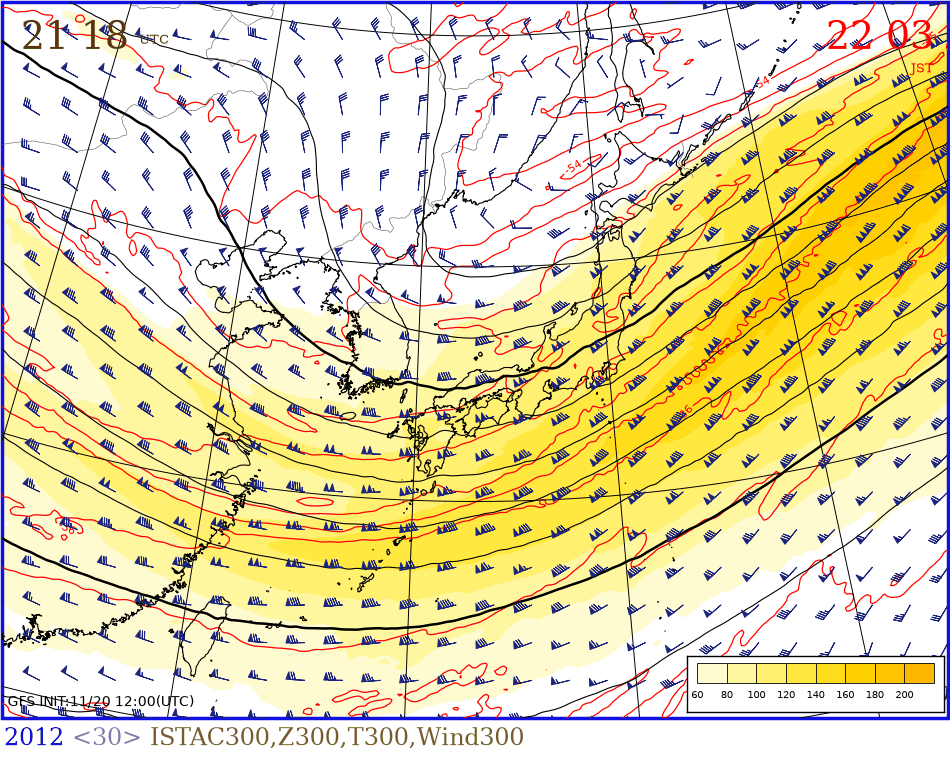 21 18 UTC
22 03
JST
-54
-54
GES INIT:11/20 12:00(UTC)
60 80 100 120 140 160 180 200
2012 <30> ISTAC300,Z300,T300,Wind300